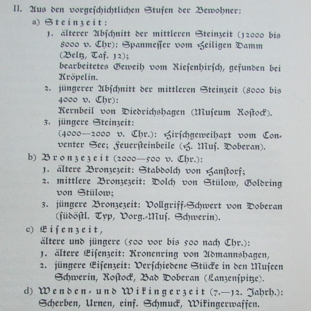 II. Aus den vorgeschichtlichen Stufen der Bewohner:
a) Steinzeit:
1. älterer Abschnitt der mittleren Steinzeit (12000 bis
8000 v. Chr): Spanmesser vom Heiligen Damm
(Beltz, Taf. 12);
bearbeitetes Geweih vom Riesenhirsch, gefunden bei
Kröpelin.
2. jüngerer Abschnitt der mittleren Steinzeit (8000 bis
4000 v. Chr):
Kernbeil von Diedrichshagen (Museum Rostock).
3. jüngere Steinzeit:
(4000—2000 v. Chr.): Hirschgeweihaxt vom Con-
venter See; Feuersteinbeile (H. Mus. Doberan).
b) Bronzezeit (2000—500 v. Chr.):
1. ältere Bronzezeit: Stabdolch von Hanstorf;
2. mittlere Bronzezeit: Dolch von Stülow, Goldring
von Stülow;
3. jüngere Bronzezeit: Vollgriff-Schwert von Doberan
(südöstl. Typ, Vorg.-Mus. Schwerin).
c) Eisenzeit,
ältere und jüngere (500 vor bis 500 nach Chr.):
1. ältere Eisenzeit: Kronenring von Admannshagen,
2. jüngere Eisenzeit: Verschiedene Stücke in den Museen
Schwerin, Rostock, Bad Doberan (Lanzenspitze).
d) Wenden- und Wikingerzeit (7.—12. Jahrh.):
Scherben, Urnen, einf. Schmuck, Wikingerwaffen.